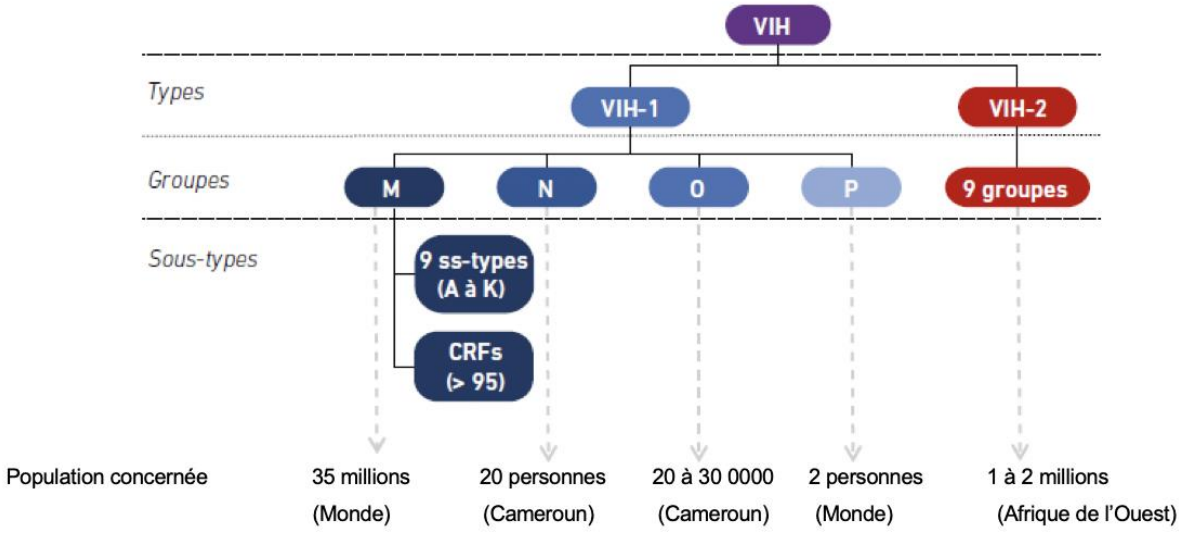 VIH
Types
VIH-1
VIH-2
Groupes
M
N
O
P
9 groupes
Sous-types
9 ss-types
(A à K)
CRFs
(> 95)
Population concernée
35 millions
20 personnes
20 à 30 0000
2 personnes
1 à 2 millions
(Monde)
(Cameroun)
(Cameroun)
(Monde)
(Afrique de l'Ouest)